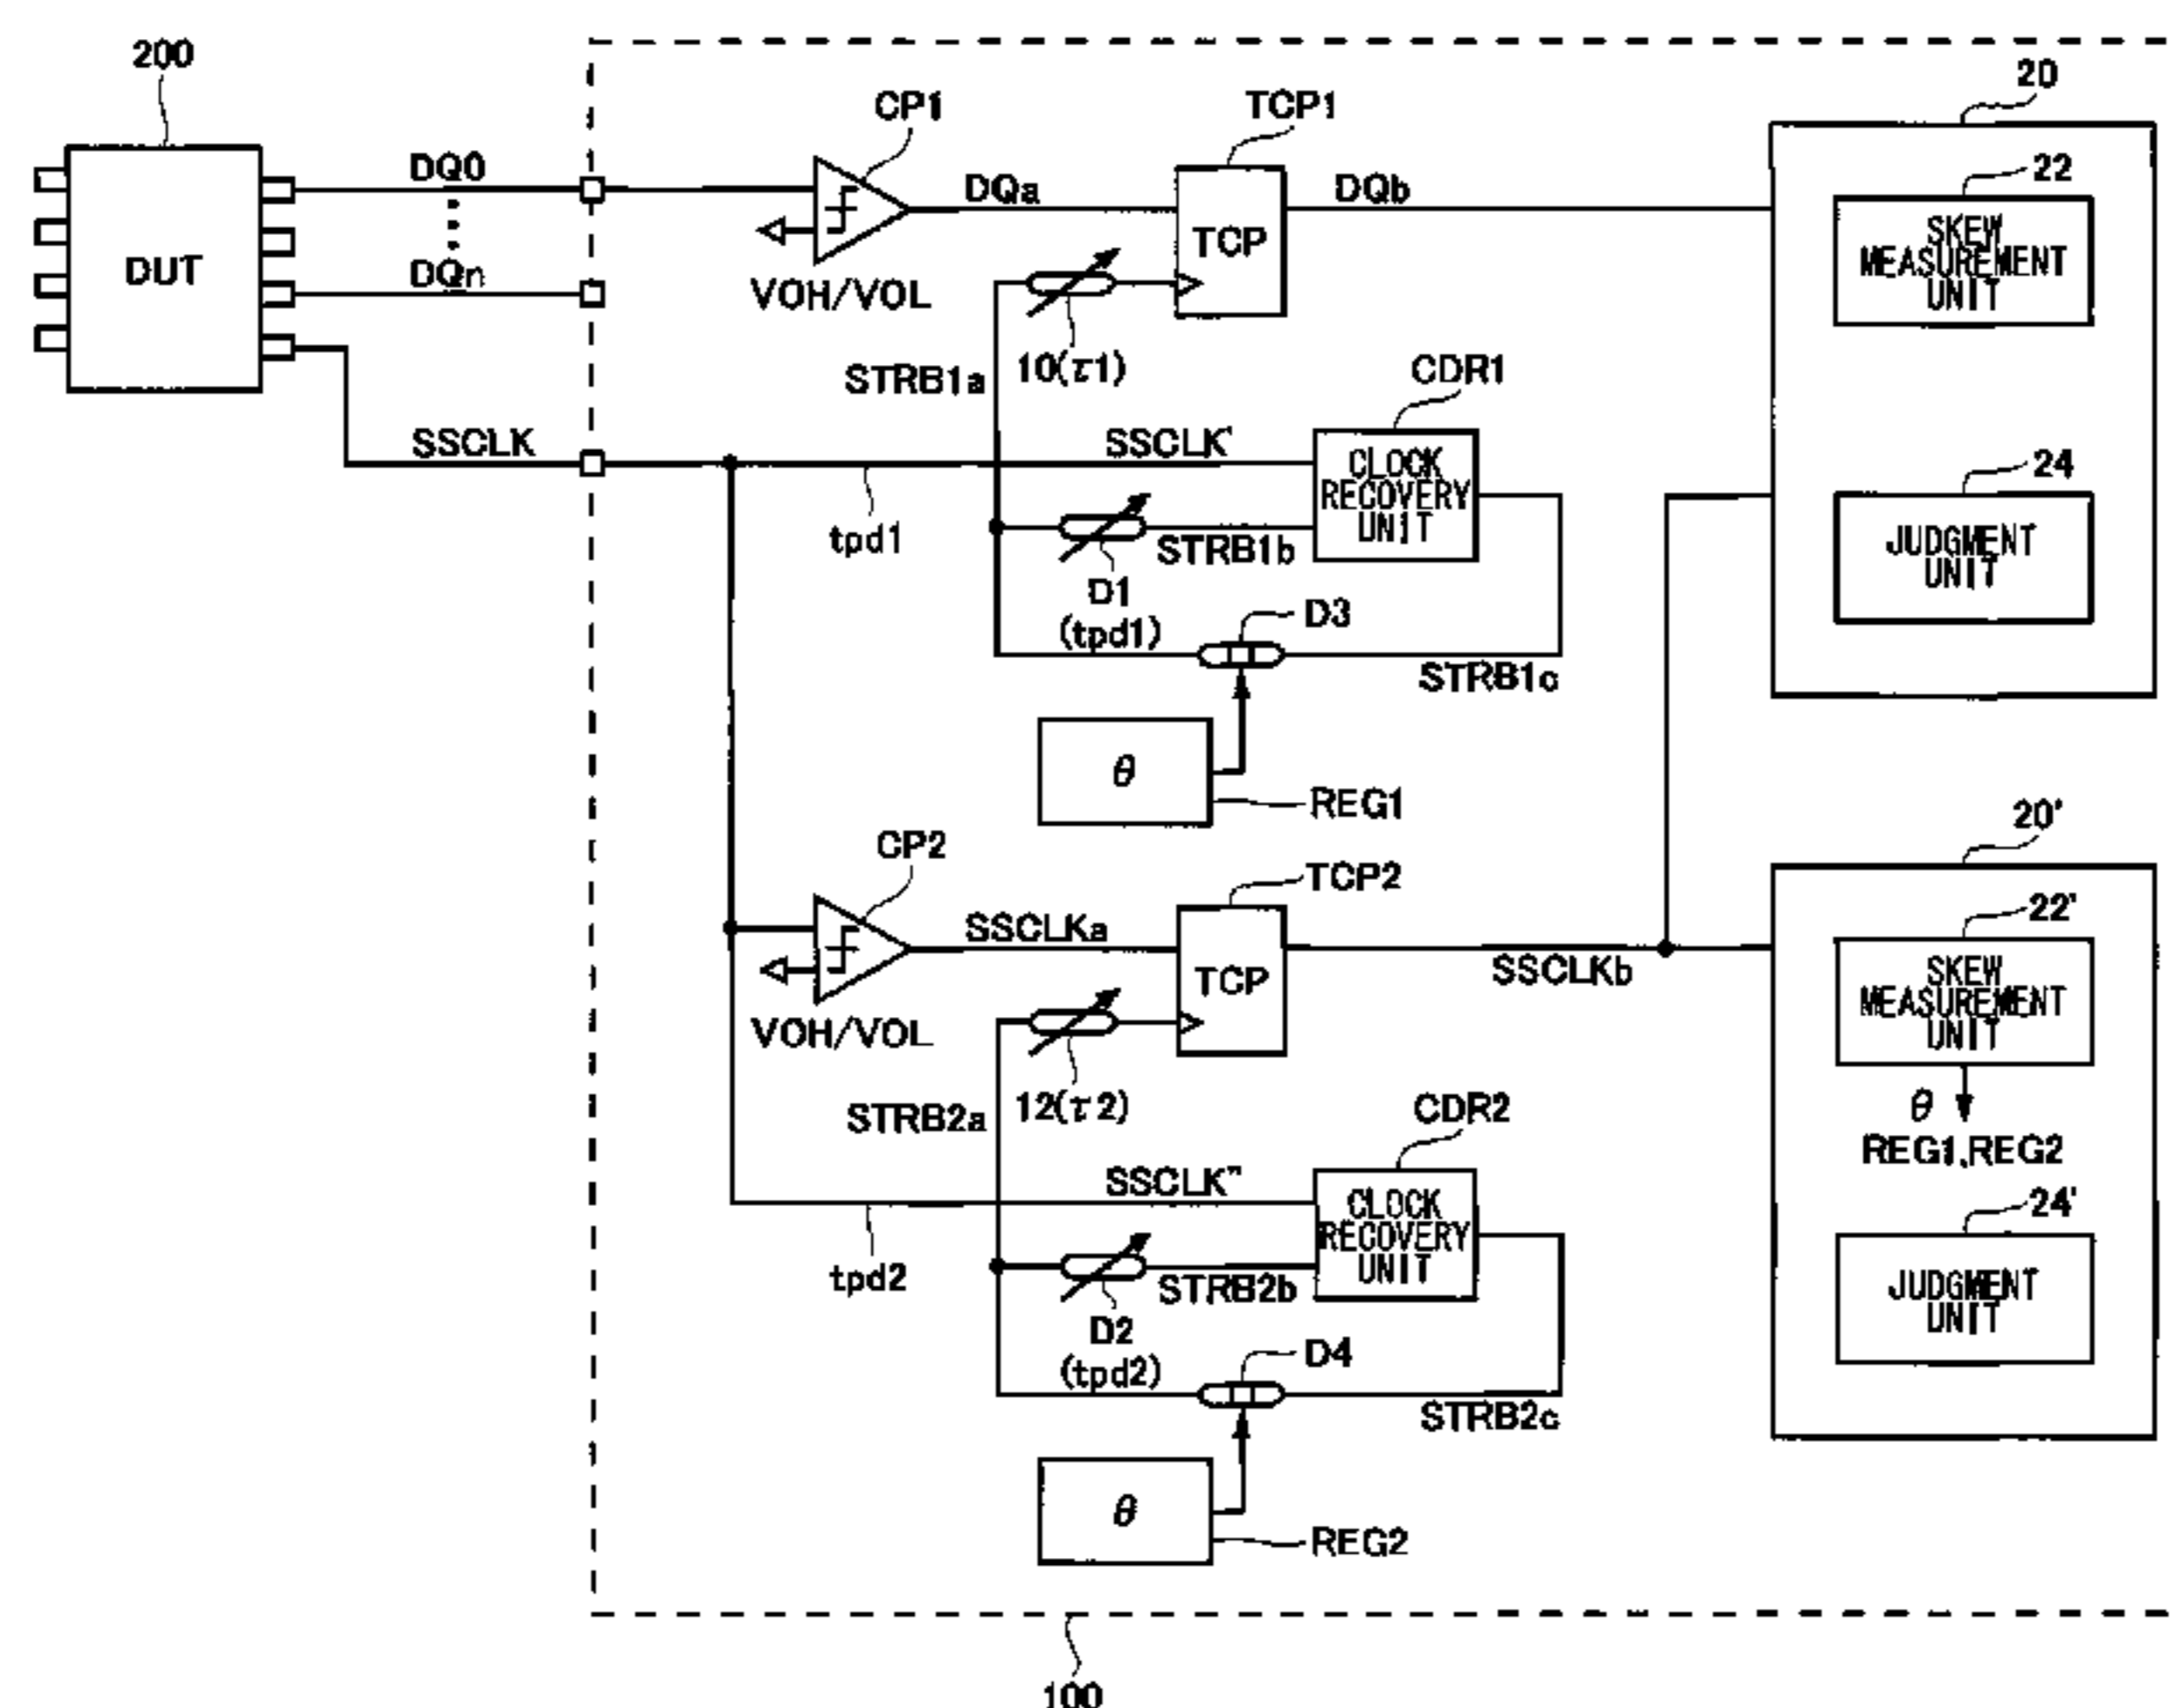 200
CP1
TCP1
20
DQ0
DQa
DQb
22
SKEW
MEASUREMENT
UNIT
DUT
TCP
DQn
VOH/VOL
10(τ1)
STRB1a
CDR1
SSCLK
SSCLK'
CLOCK
RECOVERY
UNIT
24
JUDGMENT
UNIT
tpd1
STRB1b
D1
(tpd1)
D3
STRB1c
θ
REG1
20'
CP2
TCP2
22'
SSCLKa
SSCLKb
SKEW
MEASUREMENT
UNIT
TCP
VOH/VOL
12(τ2)
STRB2a
CDR2
θ
REG1,REG2
SSCLK"
CLOCK
RECOVERY
UNIT
24'
JUDGMENT
UNIT
tpd2
STRB2b
D2
(tpd2)
D4
STRB2c
θ
REG2
100